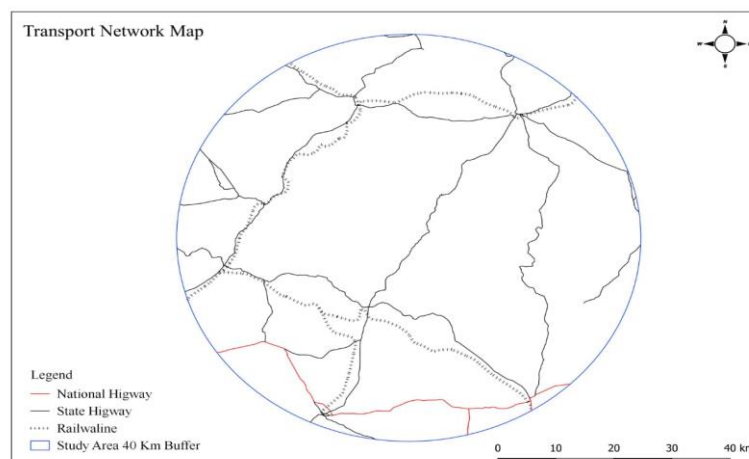 Transport Network Map
N
W
E
S
Legend
National Higway
State Higway
Railwaline
Study Area 40 Km Buffer
0 10 20 30 40 km